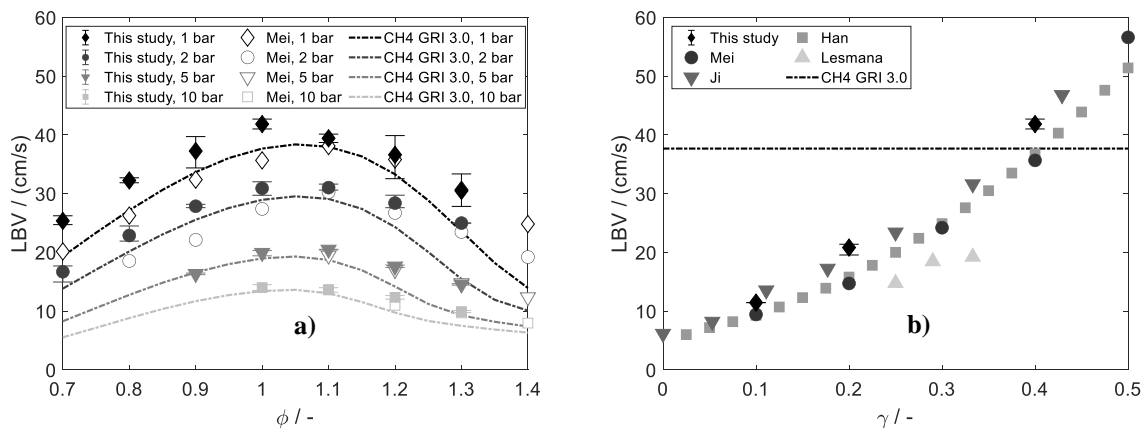 This study, 1 bar
This study, 2 bar
This study, 5 bar
This study, 10 bar
Mei, 1 bar
Mei, 2 bar
Mei, 5 bar
Mei, 10 bar
CH4 GRI 3.0, 1 bar
CH4 GRI 3.0, 2 bar
CH4 GRI 3.0, 5 bar
CH4 GRI 3.0, 10 bar
LBV / (cm/s)
60
50
40
30
20
10
0
0.7 0.8 0.9 1 1.1 1.2 1.3 1.4
ϕ / -
a)
This study
Mei
Ji
Han
Lesmana
CH4 GRI 3.0
LBV / (cm/s)
60
50
40
30
20
10
0
0 0.1 0.2 0.3 0.4 0.5
γ / -
b)